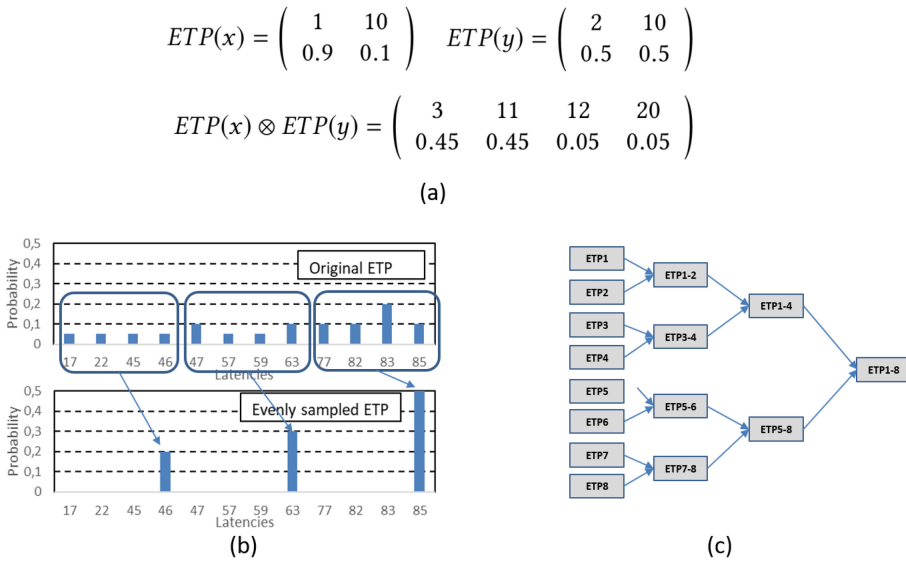 ETP(x) = ( 1 10 ETP(y) = ( 2 10
0.9 0.1 ) 0.5 0.5 )
ETP(x) ⊗ ETP(y) = ( 3 11 12 20
0.45 0.45 0.05 0.05 )
(a)
0,5
0,4
0,3
0,2
0,1
0
Probability
Original ETP
17 22 45 46 47 57 59 63 77 82 83 85
Latencies
0,5
0,4
0,3
0,2
0,1
0
Probability
Evenly sampled ETP
17 22 45 46 47 57 59 63 77 82 83 85
Latencies
(b)
ETP1
ETP2
ETP3
ETP4
ETP5
ETP6
ETP7
ETP8
ETP1-2
ETP3-4
ETP5-6
ETP7-8
ETP1-4
ETP5-8
ETP1-8
(c)